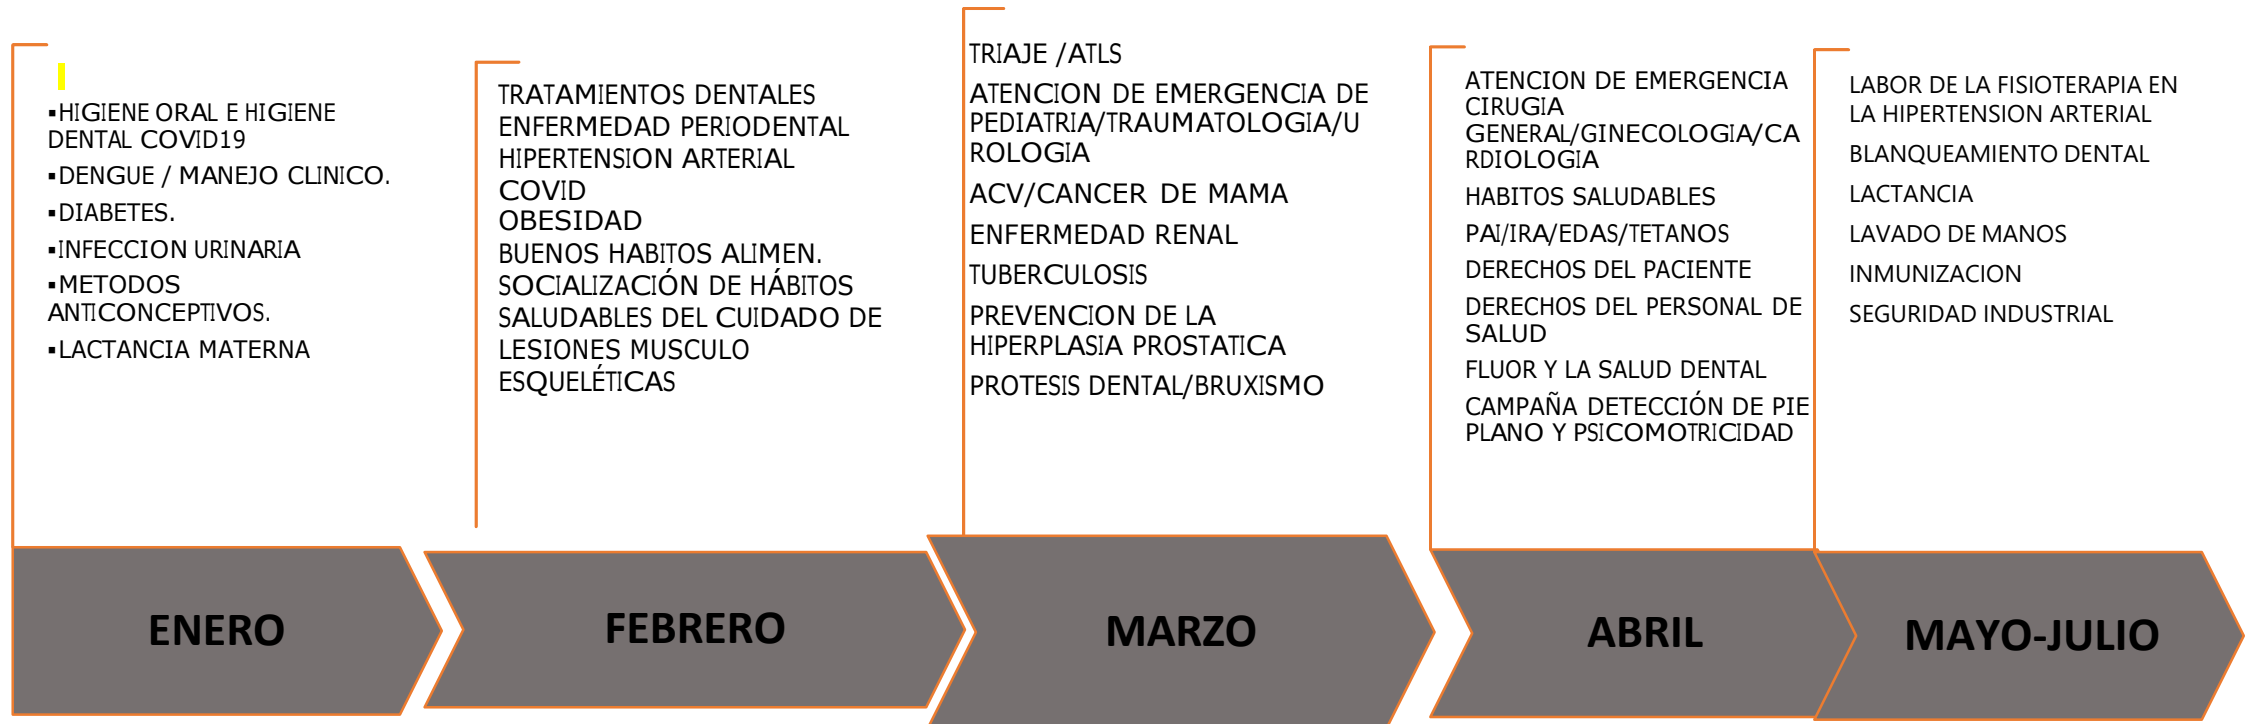 ▪HIGIENE ORAL E HIGIENE
DENTAL COVID19
▪DENGUE / MANEJO CLINICO.
▪DIABETES.
▪INFECCION URINARIA
▪METODOS
ANTICONCEPTIVOS.
▪LACTANCIA MATERNA
TRATAMIENTOS DENTALES
ENFERMEDAD PERIODENTAL
HIPERTENSION ARTERIAL
COVID
OBESIDAD
BUENOS HABITOS ALIMEN.
SOCIALIZACIÓN DE HÁBITOS
SALUDABLES DEL CUIDADO DE
LESIONES MUSCULO
ESQUELÉTICAS
TRIAJE /ATLS
ATENCION DE EMERGENCIA DE
PEDIATRIA/TRAUMATOLOGIA/U
ROLOGIA
ACV/CANCER DE MAMA
ENFERMEDAD RENAL
TUBERCULOSIS
PREVENCION DE LA
HIPERPLASIA PROSTATICA
PROTESIS DENTAL/BRUXISMO
ATENCION DE EMERGENCIA
CIRUGIA
GENERAL/GINECOLOGIA/CA
RDIOLOGIA
HABITOS SALUDABLES
PAI/IRA/EDAS/TETANOS
DERECHOS DEL PACIENTE
DERECHOS DEL PERSONAL DE
SALUD
FLUOR Y LA SALUD DENTAL
CAMPAÑA DETECCIÓN DE PIE
PLANO Y PSICOMOTRICIDAD
LABOR DE LA FISIOTERAPIA EN
LA HIPERTENSION ARTERIAL
BLANQUEAMIENTO DENTAL
LACTANCIA
LAVADO DE MANOS
INMUNIZACION
SEGURIDAD INDUSTRIAL
ENERO
FEBRERO
MARZO
ABRIL
MAYO-JULIO